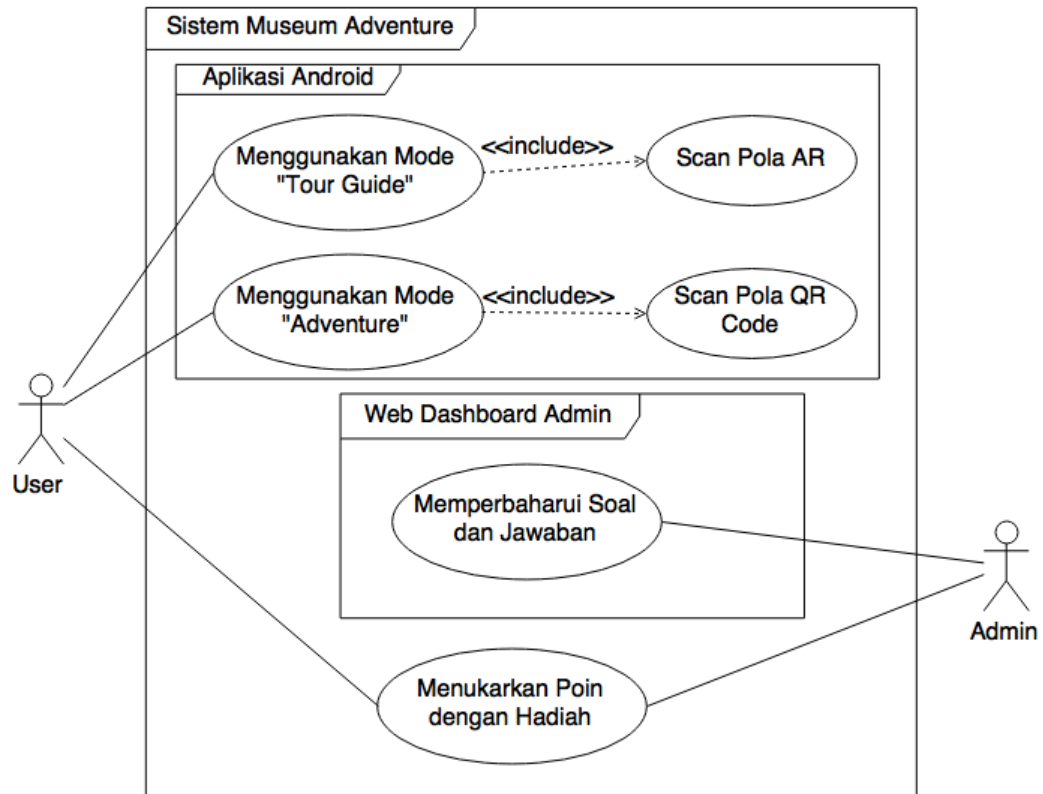 Sistem Museum Adventure
Aplikasi Android
Menggunakan Mode
"Tour Guide"
<<include>>
Scan Pola AR
Menggunakan Mode
"Adventure"
<<include>>
Scan Pola QR
Code
User
Web Dashboard Admin
Memperbaharui Soal
dan Jawaban
Admin
Menukarkan Poin
dengan Hadiah